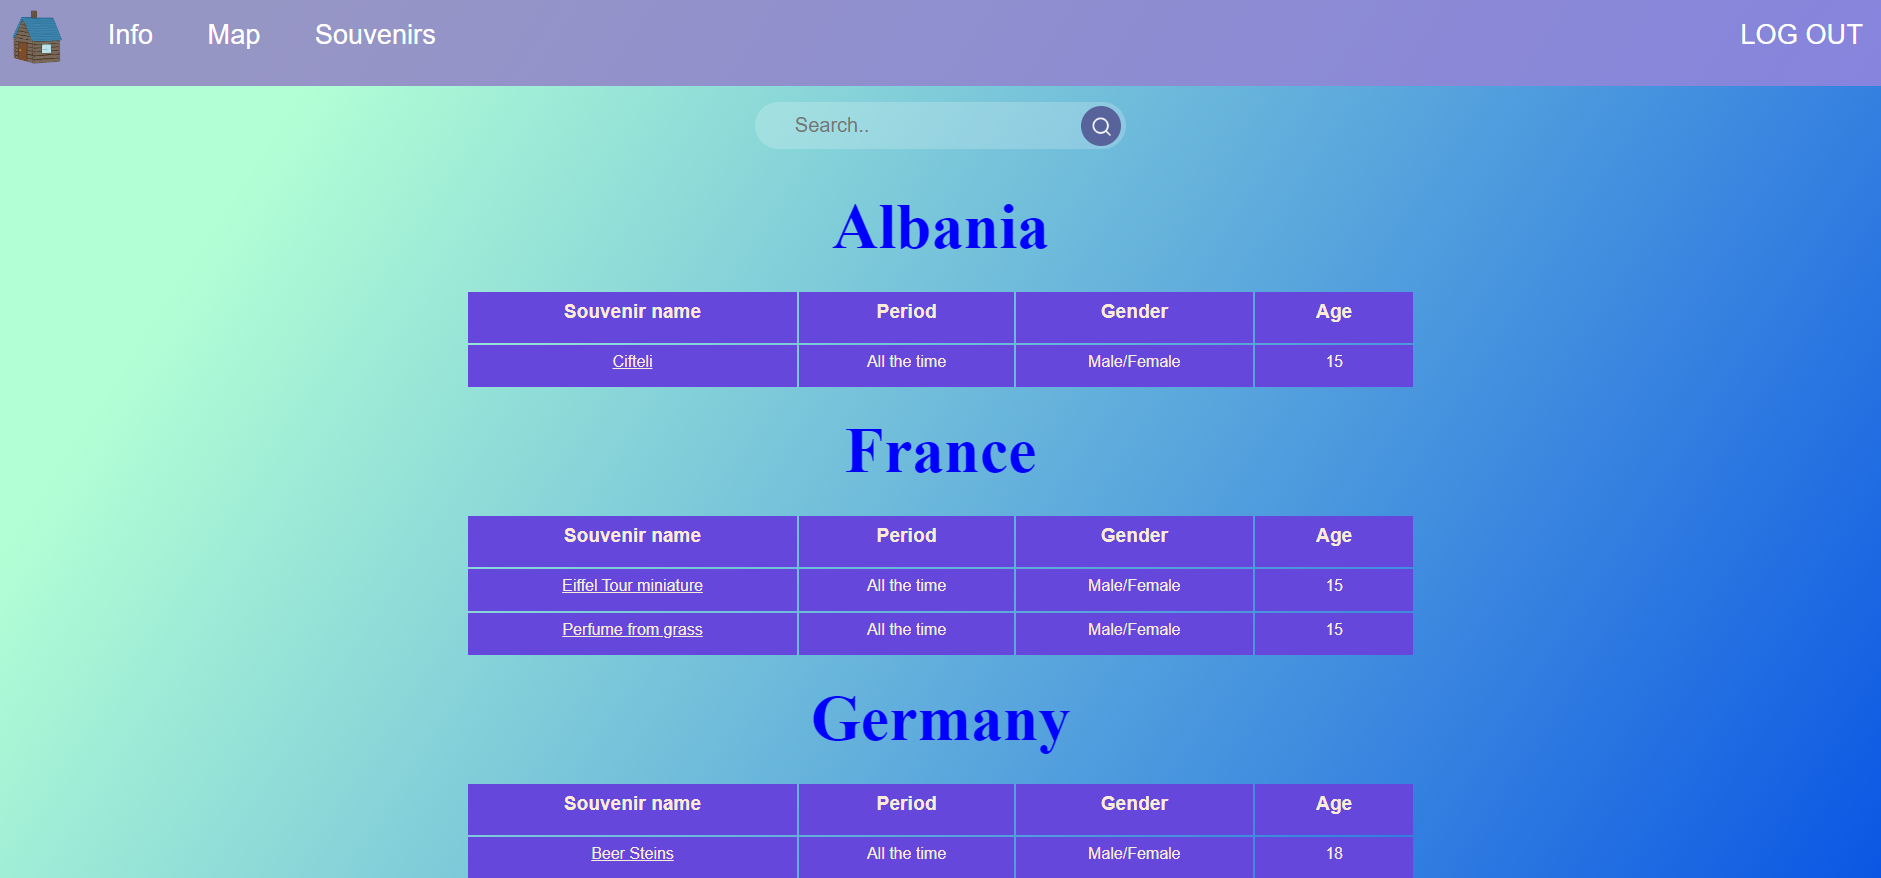 Info Map Souvenirs LOG OUT
Search..
Albania
Souvenir name Period Gender Age
Cifteli All the time Male/Female 15
France
Souvenir name Period Gender Age
Eiffel Tour miniature All the time Male/Female 15
Perfume from grass All the time Male/Female 15
Germany
Souvenir name Period Gender Age
Beer Steins All the time Male/Female 18